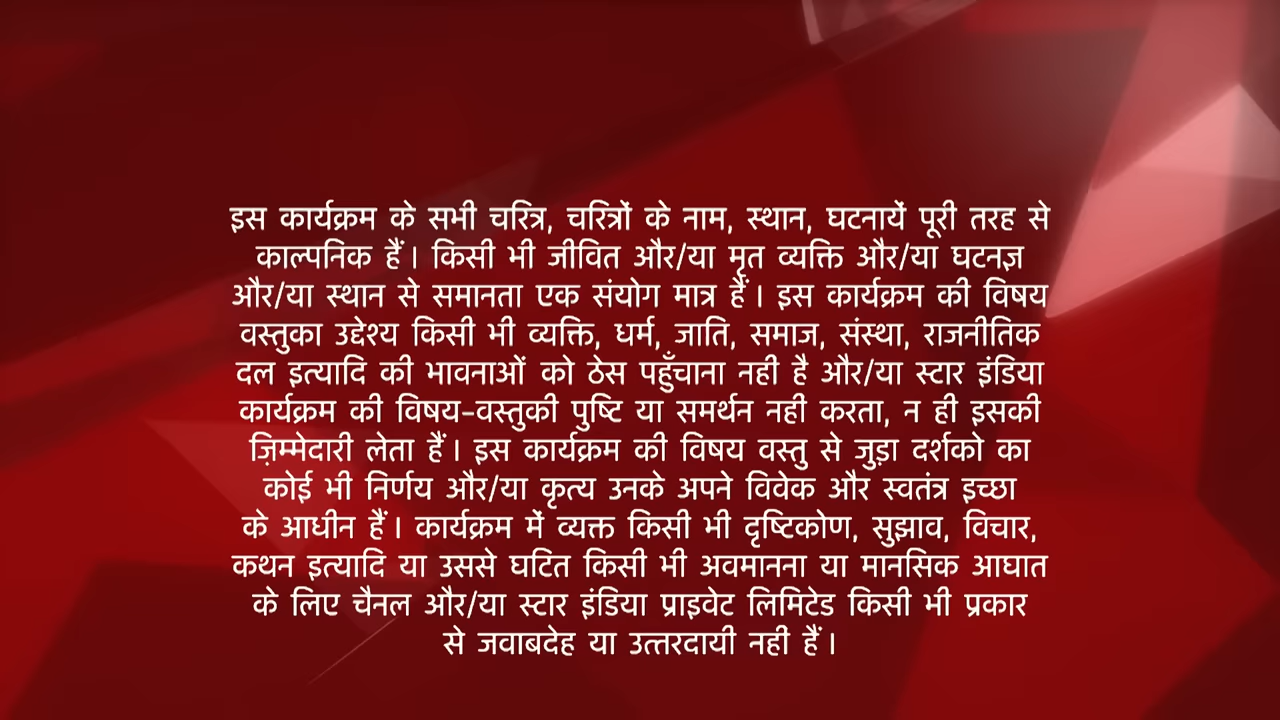 इस कार्यक्रम के सभी चरित्र, चरित्रों के नाम, स्थान, घटनायें पूरी तरह से
काल्पनिक हैं। किसी भी जीवित और/या मृत व्यक्ति और/या घटनज्ञ
और/या स्थान से समानता एक संयोग मात्र हैं। इस कार्यक्रम की विषय
वस्तुका उद्देश्य किसी भी व्यक्ति, धर्म, जाति, समाज, संस्था, राजनीतिक
दल इत्यादि की भावनाओं को ठेस पहुँचाना नही है और/या स्टार इंडिया
कार्यक्रम की विषय-वस्तुकी पुष्टि या समर्थन नही करता, न ही इसकी
ज़िम्मेदारी लेता हैं। इस कार्यक्रम की विषय वस्तु से जुड़ा दर्शको का
कोई भी निर्णय और/या कृत्य उनके अपने विवेक और स्वतंत्र इच्छा
के आधीन हैं। कार्यक्रम में व्यक्त किसी भी दृष्टिकोण, सुझाव, विचार,
कथन इत्यादि या उससे घटित किसी भी अवमानना या मानसिक आघात
के लिए चैनल और/या स्टार इंडिया प्राइवेट लिमिटेड किसी भी प्रकार
से जवाबदेह या उत्तरदायी नही हैं।